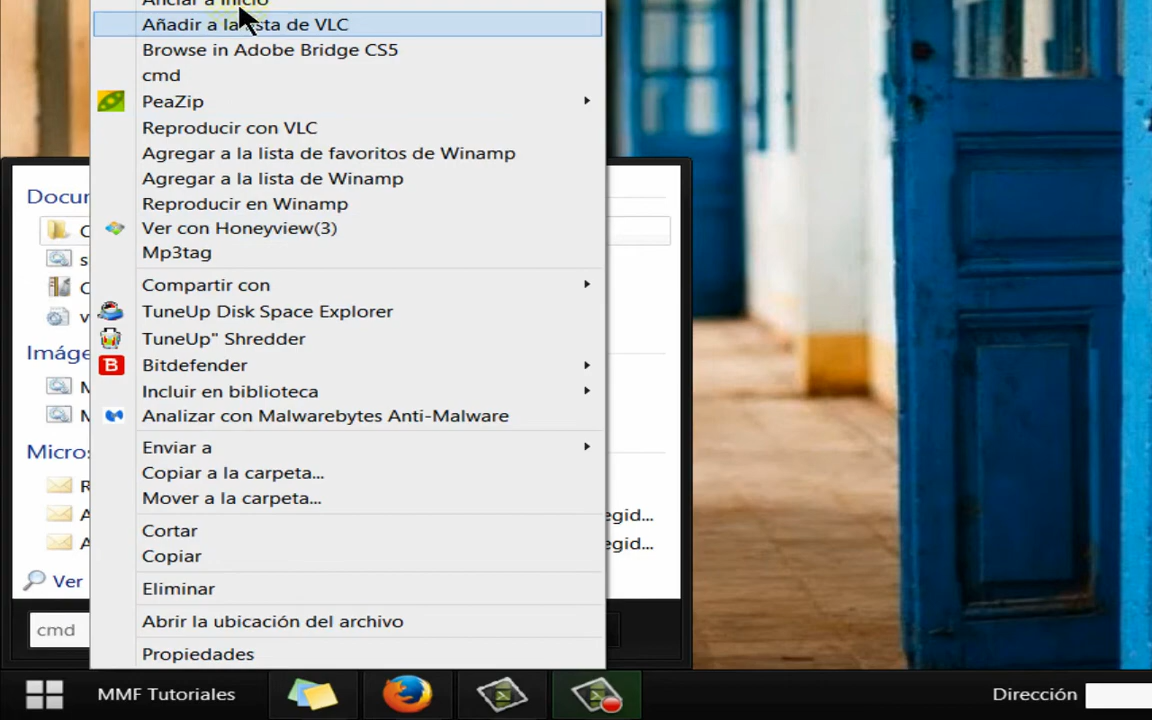 Anclar a Inicio
Añadir a la lista de VLC
Browse in Adobe Bridge CS5
cmd
PeaZip
Reproducir con VLC
Agregar a la lista de favoritos de Winamp
Agregar a la lista de Winamp
Reproducir en Winamp
Ver con Honeyview(3)
Mp3tag
Compartir con
TuneUp Disk Space Explorer
TuneUp" Shredder
Bitdefender
Incluir en biblioteca
Analizar con Malwarebytes Anti-Malware
Enviar a
Copiar a la carpeta...
Mover a la carpeta...
Cortar
Copiar
Eliminar
Abrir la ubicación del archivo
Propiedades
Docur
C
s
C
v
Imáge
M
M
Micros
R
A
egid...
A
egid...
Ver
cmd
MMF Tutoriales
Dirección